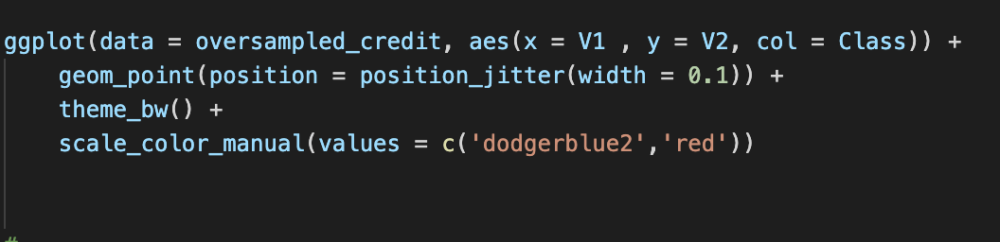 ggplot(data = oversampled_credit, aes(x = V1 , y = V2, col = Class)) +
geom_point(position = position_jitter(width = 0.1)) +
theme_bw() +
scale_color_manual(values = c('dodgerblue2','red'))